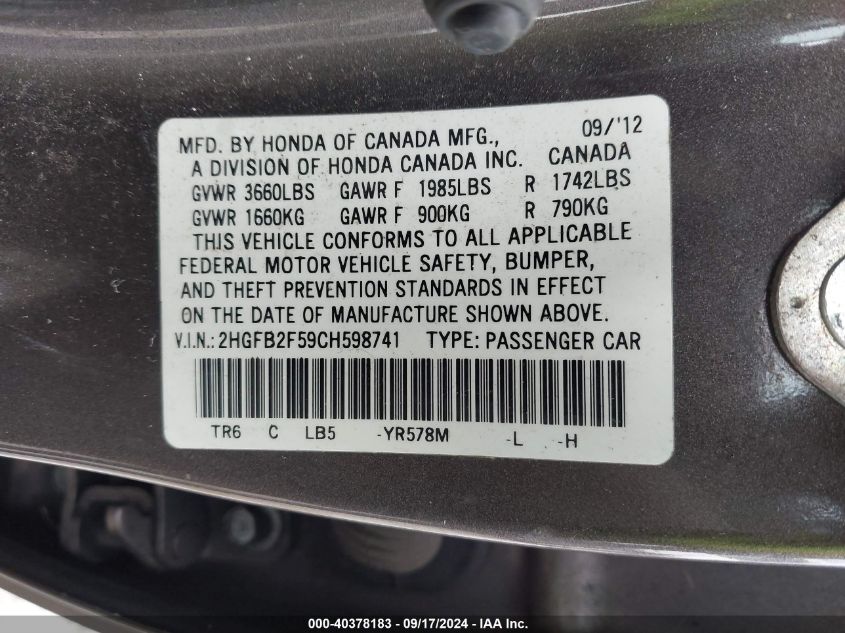 09/'12
MFD. BY HONDA OF CANADA MFG.,
A DIVISION OF HONDA CANADA INC. CANADA
GVWR 3660LBS GAWR F 1985LBS R 1742LBS
GVWR 1660KG GAWR F 900KG R 790KG
THIS VEHICLE CONFORMS TO ALL APPLICABLE
FEDERAL MOTOR VEHICLE SAFETY, BUMPER,
AND THEFT PREVENTION STANDARDS IN EFFECT
ON THE DATE OF MANUFACTURE SHOWN ABOVE.
V.I.N.: 2HGFB2F59CH598741 TYPE: PASSENGER CAR
TR6 C LB5 -YR578M -L -H
000-40378183 - 09/17/2024 - IAA Inc.